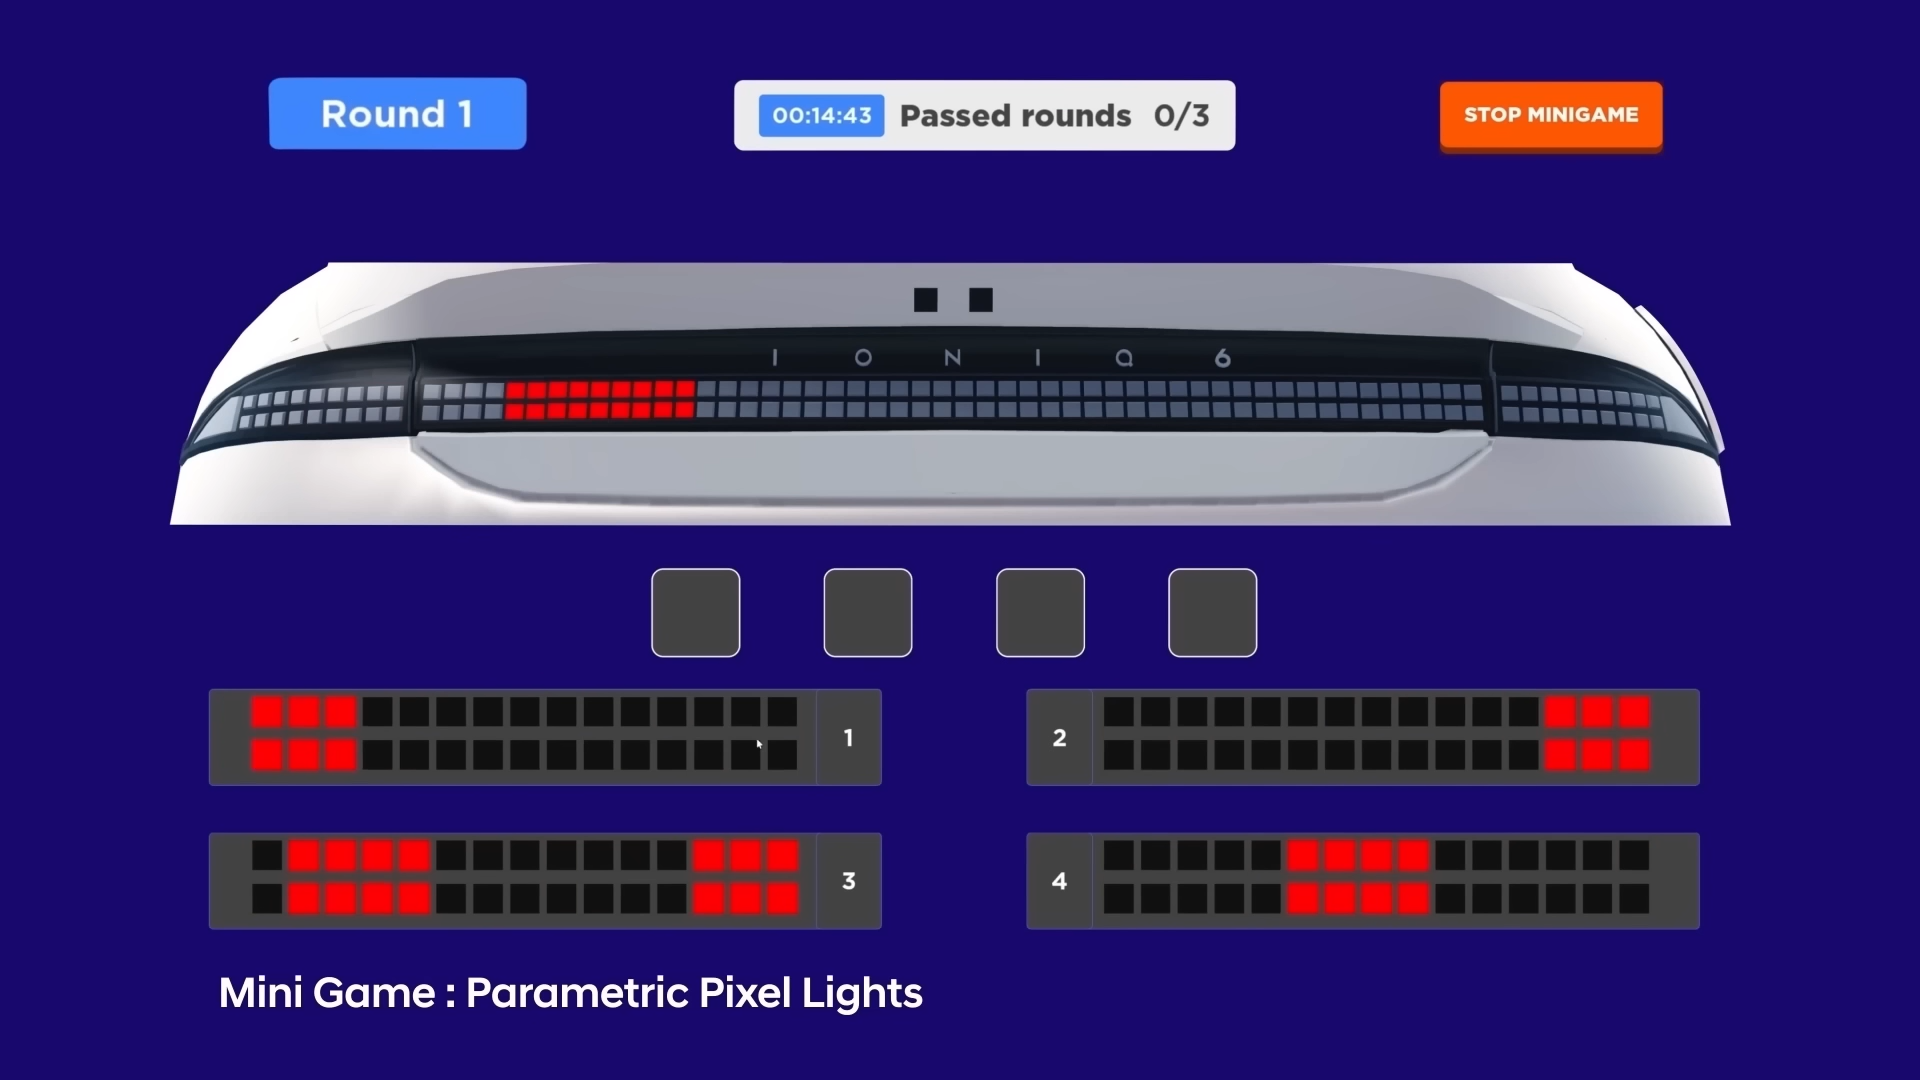 Round 1
00:14:43 Passed rounds 0/3
STOP MINIGAME
IONIQ 6
1
2
3
4
Mini Game : Parametric Pixel Lights